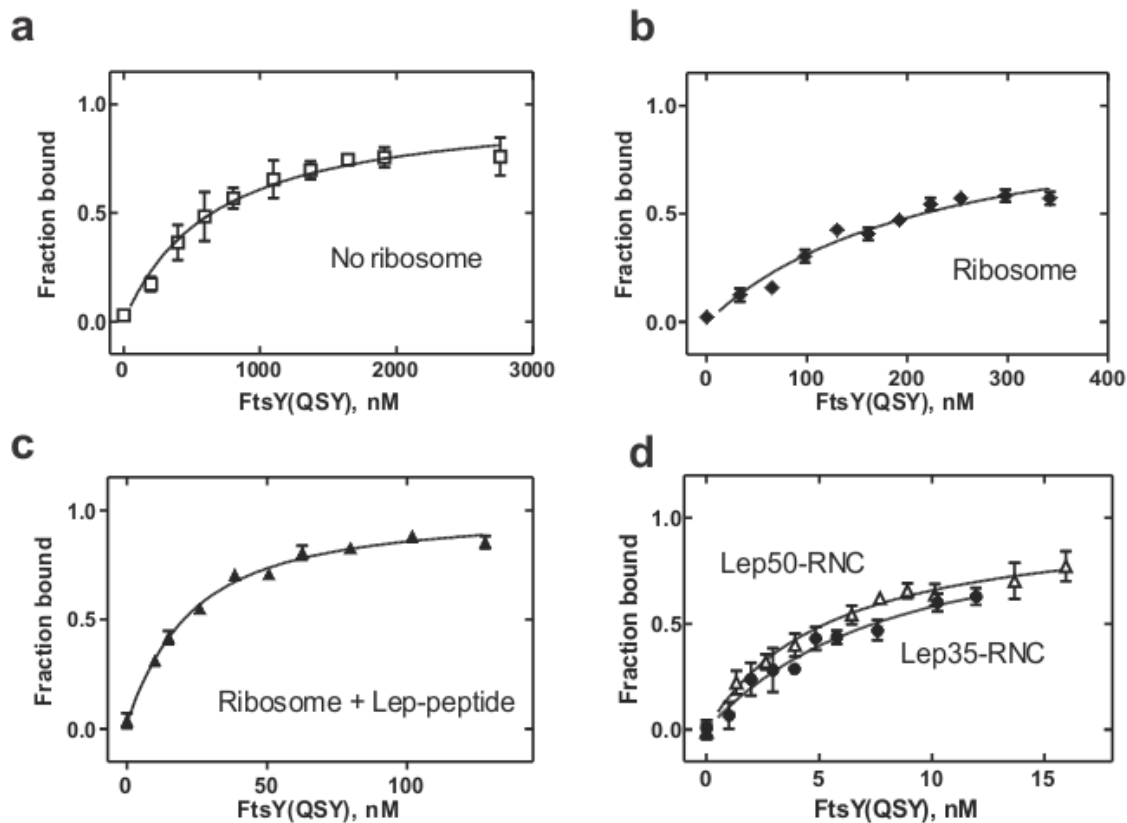 a
Fraction bound
1.0
0.5
0.0
No ribosome
0 1000 2000 3000
FtsY(QSY), nM
b
Fraction bound
1.0
0.5
0.0
Ribosome
0 100 200 300 400
FtsY(QSY), nM
c
Fraction bound
1.0
0.5
0.0
Ribosome + Lep-peptide
0 50 100
FtsY(QSY), nM
d
Fraction bound
1.0
0.5
0.0
Lep50-RNC
Lep35-RNC
0 5 10 15
FtsY(QSY), nM